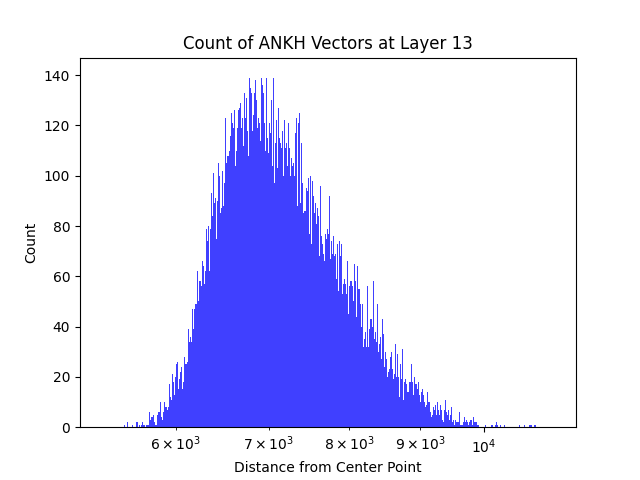 Count of ANKH Vectors at Layer 13
Count
140
120
100
80
60
40
20
0
6 × 10³
7 × 10³
8 × 10³
9 × 10³
10⁴
Distance from Center Point